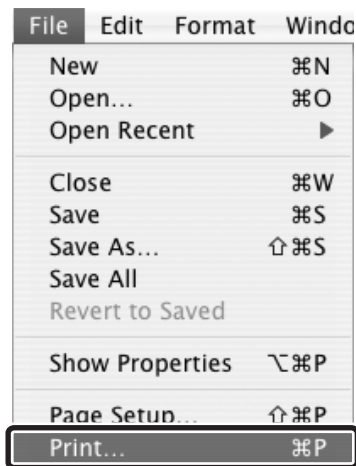 File Edit Format Windo
New ⌘N
Open... ⌘O
Open Recent ▶
Close ⌘W
Save ⌘S
Save As... ⇧⌘S
Save All
Revert to Saved
Show Properties ⌥⌘P
Page Setup... ⇧⌘P
Print... ⌘P